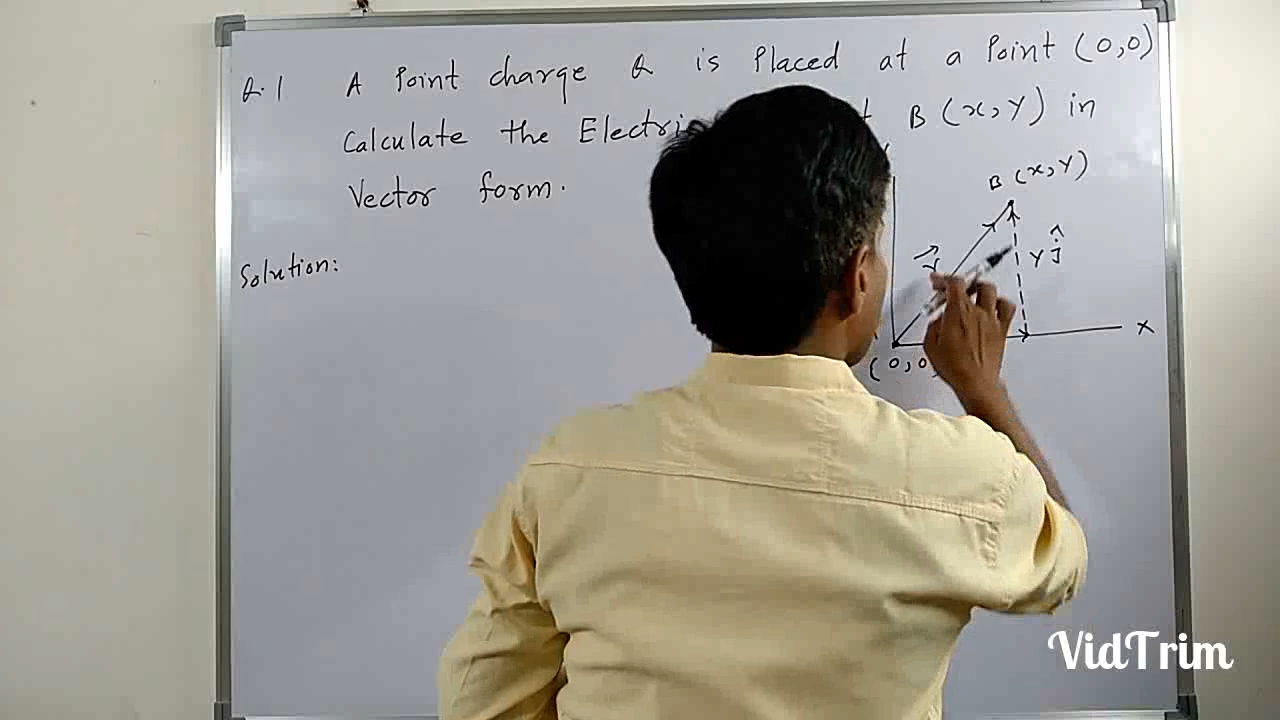 Q.1 A Point charge Q is Placed at a Point (0,0)
Calculate the Electri B (x,Y) in
Vector form.
B (x,Y)
Solution:
r⃗ Y ĵ
X
(0,0
VidTrim